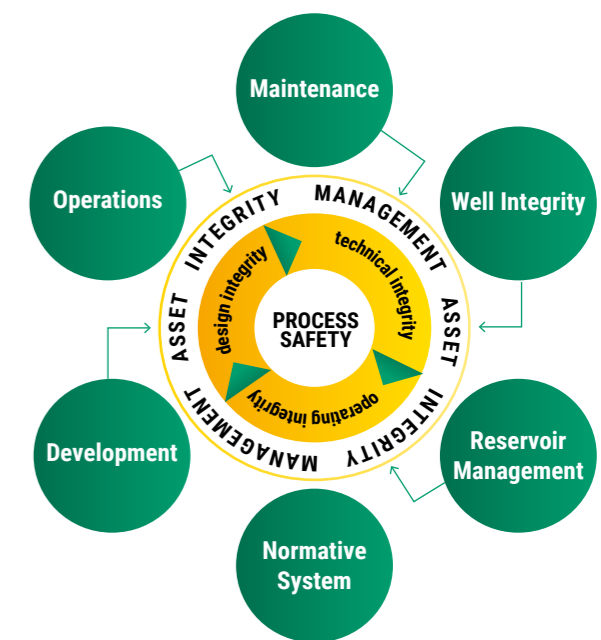 Maintenance
Operations
Well Integrity
ASSET INTEGRITY MANAGEMENT
ASSET INTEGRITY MANAGEMENT
design integrity
technical integrity
operating integrity
PROCESS
SAFETY
Development
Reservoir
Management
Normative
System